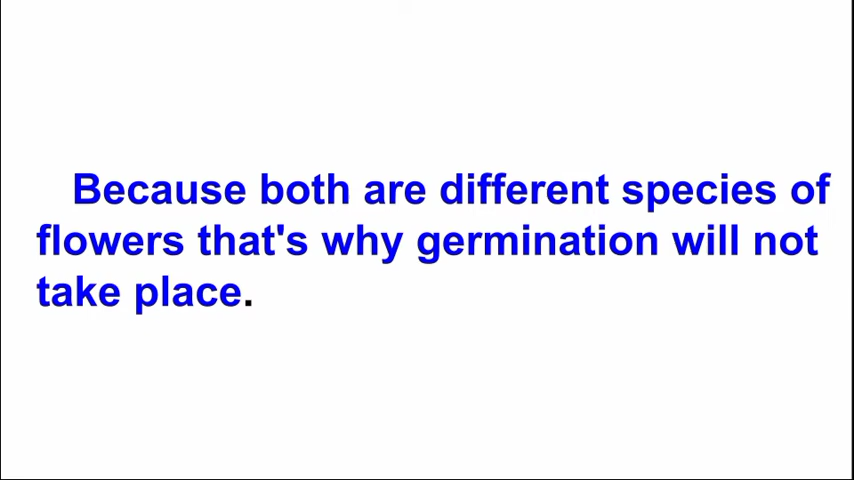 Because both are different species of
flowers that's why germination will not
take place.